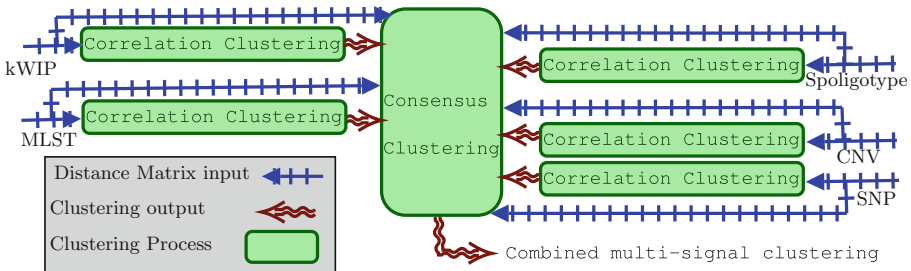 Correlation Clustering
kWIP
Correlation Clustering
MLST
Consensus
Clustering
Correlation Clustering
Spoligotype
Correlation Clustering
CNV
Correlation Clustering
SNP
Distance Matrix input
Clustering output
Clustering Process
Combined multi-signal clustering